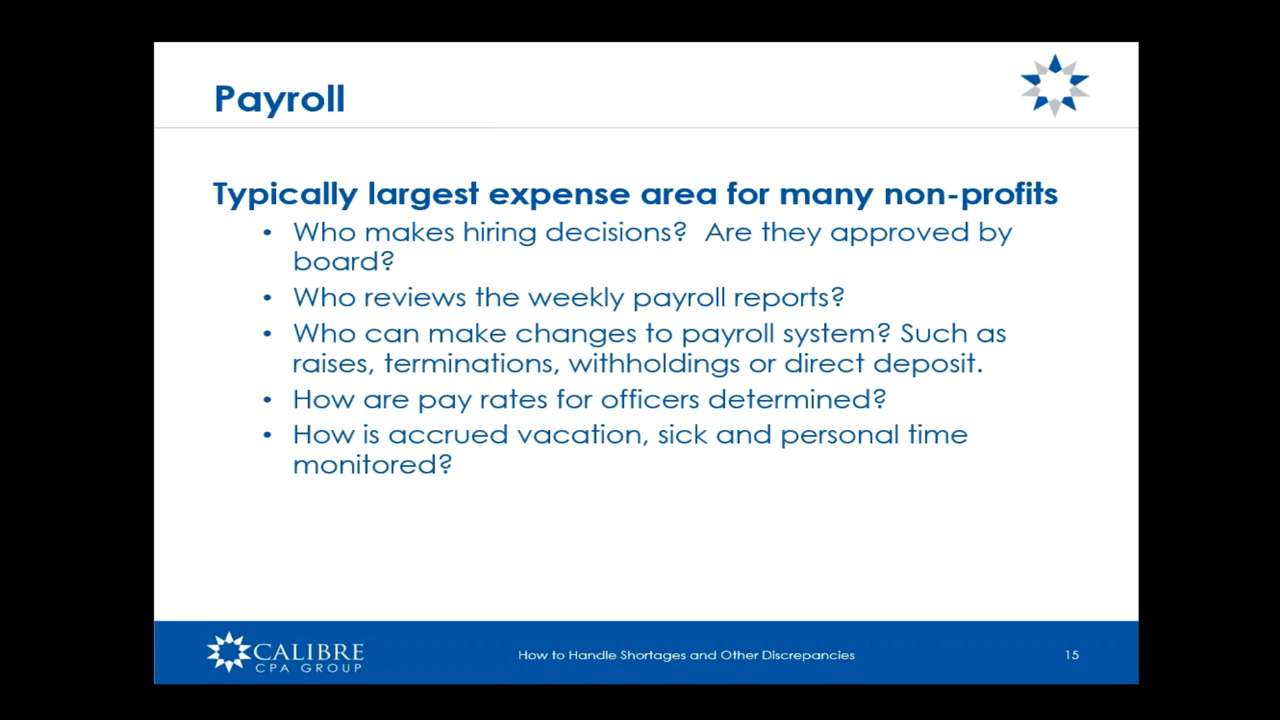 Payroll
Typically largest expense area for many non-profits
• Who makes hiring decisions?  Are they approved by
board?
• Who reviews the weekly payroll reports?
• Who can make changes to payroll system? Such as
raises, terminations, withholdings or direct deposit.
• How are pay rates for officers determined?
• How is accrued vacation, sick and personal time
monitored?
CALIBRE
CPA GROUP
How to Handle Shortages and Other Discrepancies
15